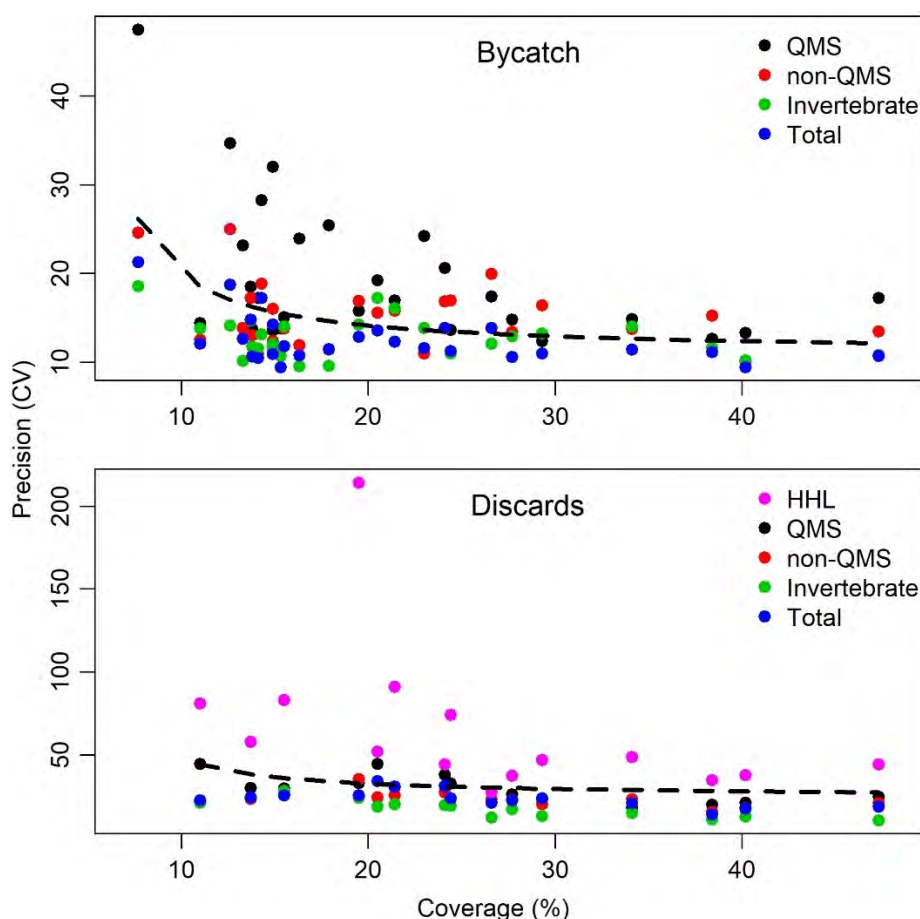 Bycatch
QMS
non-QMS
Invertebrate
Total
40
30
20
10
10
20
30
40
Precision (CV)
Discards
HHL
QMS
non-QMS
Invertebrate
Total
200
150
100
50
10
20
30
40
Coverage (%)